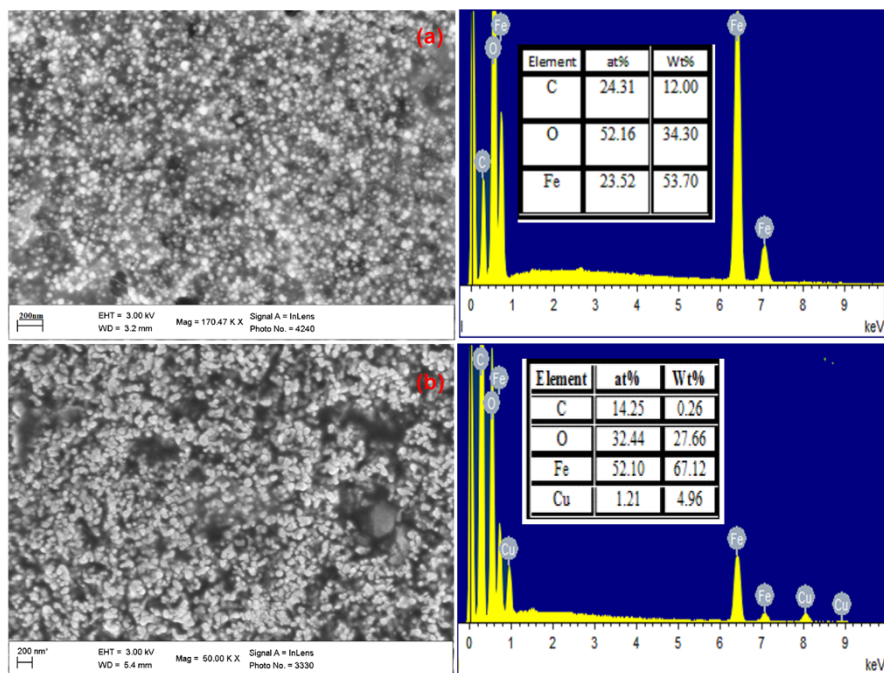 (a)
200nm
EHT = 3.00 kV
WD = 3.2 mm
Mag = 170.47 K X
Signal A = InLens
Photo No. = 4240
Fe
O
C
Fe
Fe
Element at% Wt%
C 24.31 12.00
O 52.16 34.30
Fe 23.52 53.70
0 1 2 3 4 5 6 7 8 9
keV
(b)
200 nm*
EHT = 3.00 kV
WD = 5.4 mm
Mag = 50.00 K X
Signal A = InLens
Photo No. = 3330
C
Fe
O
Cu
Fe
Fe
Cu
Cu
Element at% Wt%
C 14.25 0.26
O 32.44 27.66
Fe 52.10 67.12
Cu 1.21 4.96
0 1 2 3 4 5 6 7 8 9
keV